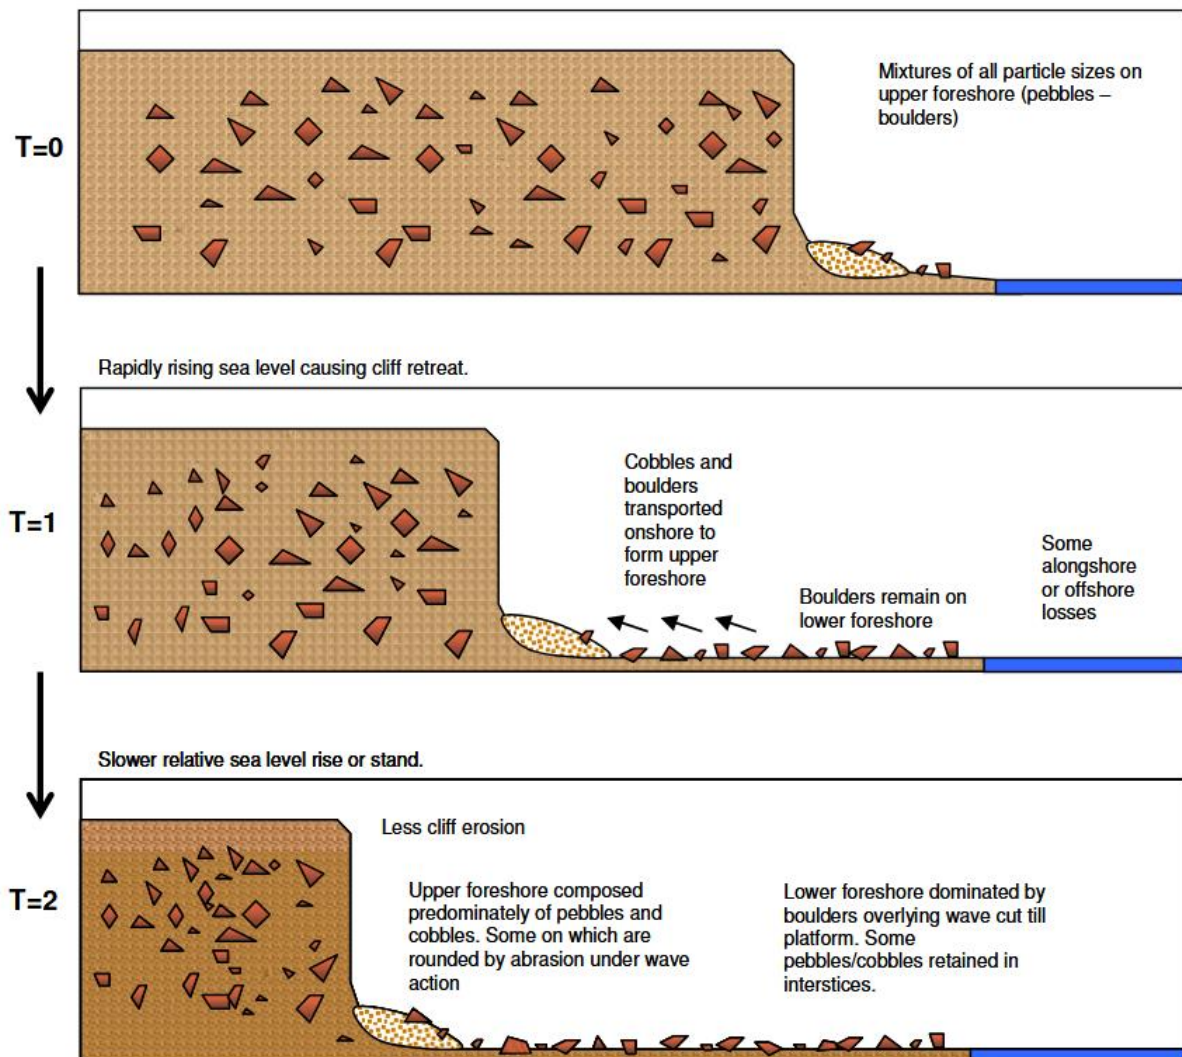 T=0
Mixtures of all particle sizes on
upper foreshore (pebbles –
boulders)
Rapidly rising sea level causing cliff retreat.
T=1
Cobbles and
boulders
transported
onshore to
form upper
foreshore
Boulders remain on
lower foreshore
Some
alongshore
or offshore
losses
Slower relative sea level rise or stand.
T=2
Less cliff erosion
Upper foreshore composed
predominately of pebbles and
cobbles. Some on which are
rounded by abrasion under wave
action
Lower foreshore dominated by
boulders overlying wave cut till
platform. Some
pebbles/cobbles retained in
interstices.